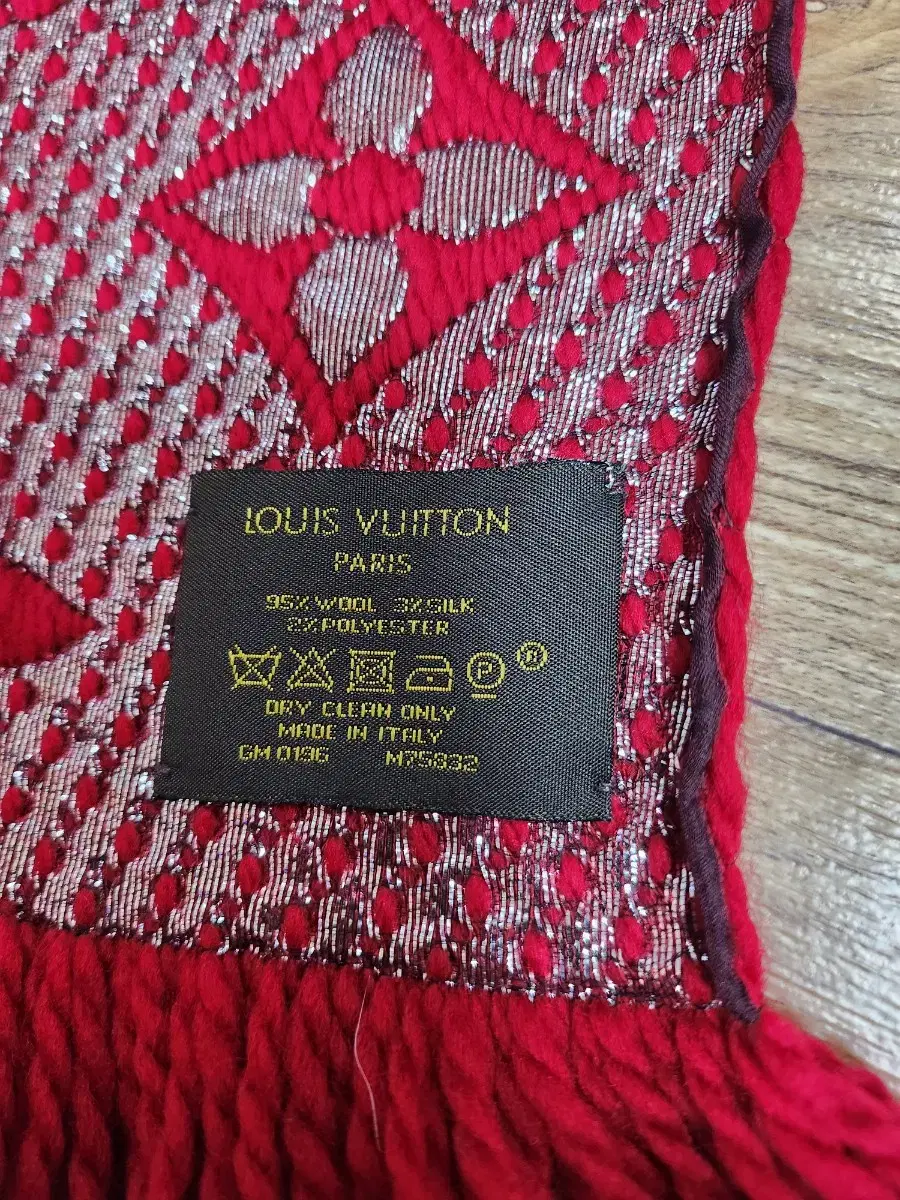 LOUIS VUITTON
PARIS
95% WOOL 3% SILK
2% POLYESTER
P R
DRY CLEAN ONLY
MADE IN ITALY
GM 0196 M75832